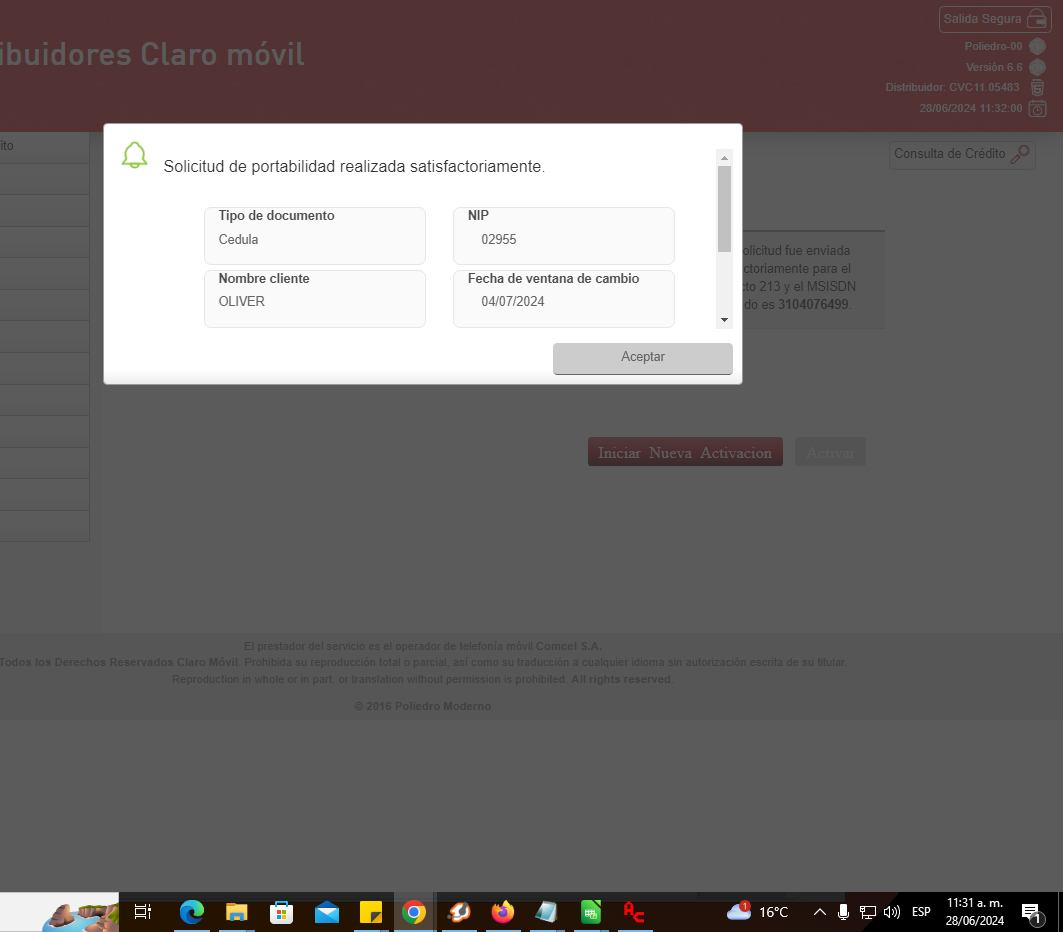 Salida Segura
ibuidores Claro móvil
Poliedro-00
Versión 6.6
Distribuidor: CVC11.05483
28/06/2024 11:32:00
ito
Consulta de Crédito
Solicitud de portabilidad realizada satisfactoriamente.
Tipo de documento
Cedula
NIP
02955
Nombre cliente
OLIVER
Fecha de ventana de cambio
04/07/2024
Aceptar
olicitud fue enviada
ctoriamente para el
cto 213 y el MSISDN
do es 3104076499.
Iniciar Nueva Activacion
Activar
El prestador del servicio es el operador de telefonía móvil Comcel S.A.
Todos los Derechos Reservados Claro Móvil. Prohibida su reproducción total o parcial, así como su traducción a cualquier idioma sin autorización escrita de su titular.
Reproduction in whole or in part, or translation without permission is prohibited. All rights reserved.
© 2016 Poliedro Moderno
1
16°C
ESP
11:31 a. m.
28/06/2024
1